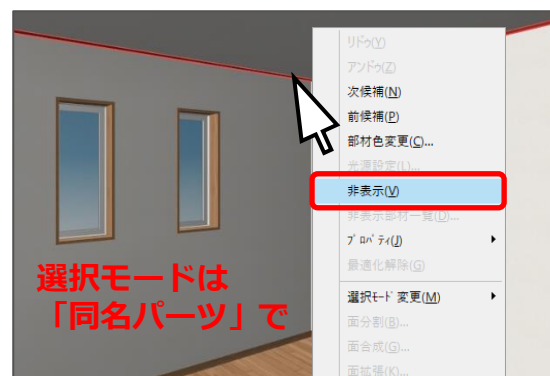 リドゥ(Y)
アンドゥ(Z)
次候補(N)
前候補(P)
部材色変更(C)...
光源設定(L)...
非表示(V)
非表示部材一覧(D)...
プロパティ(J)
最適化解除(G)
選択モード変更(M)
面分割(B)...
面合成(G)...
面拡張(K)...
選択モードは
「同名パーツ」で